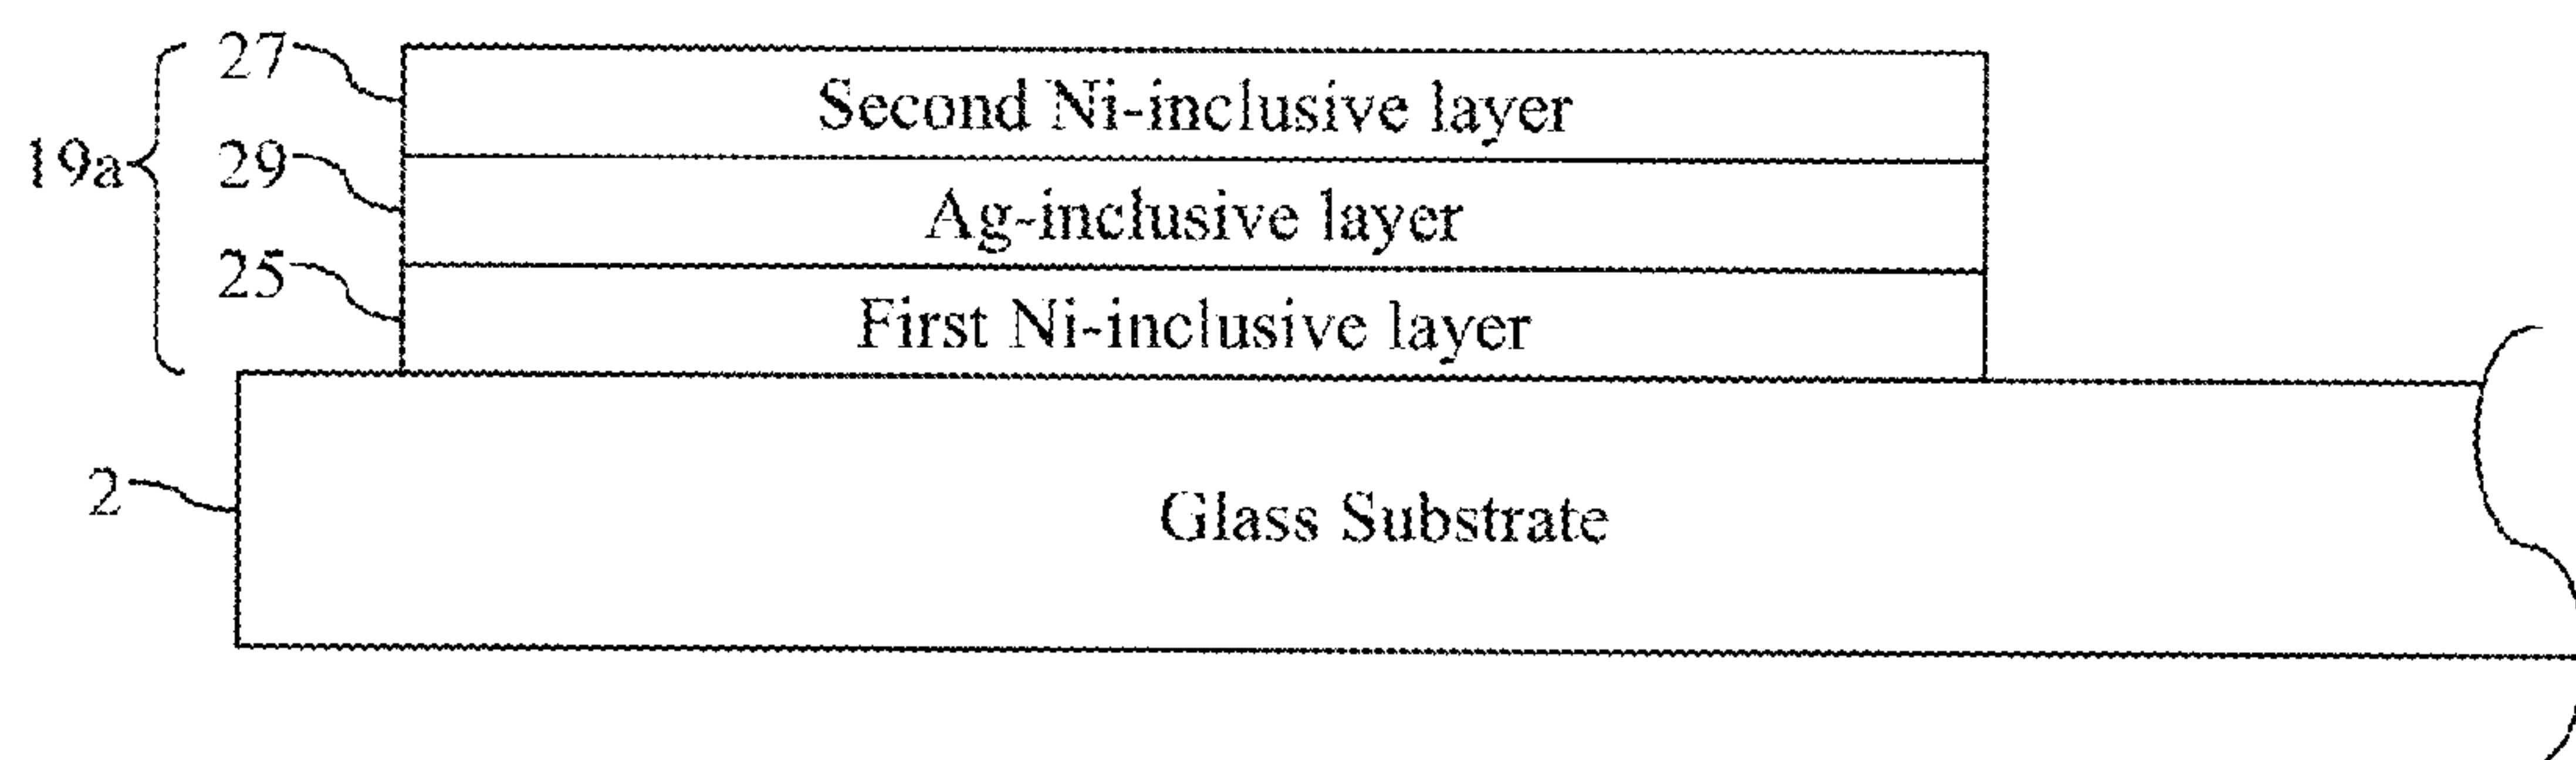 27
Second Ni-inclusive layer
19a
29
Ag-inclusive layer
25
First Ni-inclusive layer
2
Glass Substrate